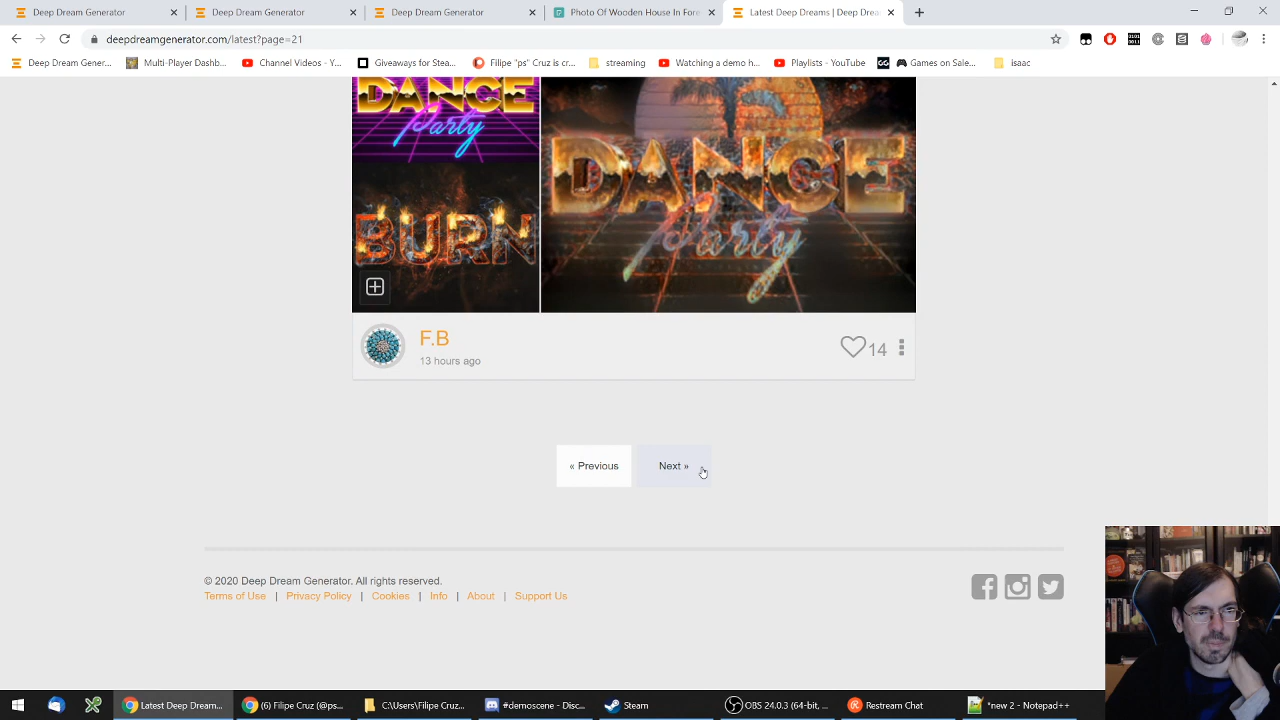 Deep Dream Generator
Deep Dream Generator
Deep Dream Generator
Photo Of Wooden House In Fore
Latest Deep Dreams | Deep Drea
deepdreamgenerator.com/latest?page=21
Deep Dream Gener...
Multi-Player Dashb...
Channel Videos - Y...
Giveaways for Stea...
Filipe "ps" Cruz is cr...
streaming
Watching a demo h...
Playlists - YouTube
GG
Games on Sale...
isaac
DANCE
Party
BURN
DANCE
Party
F.B
13 hours ago
14
« Previous
Next »
© 2020 Deep Dream Generator. All rights reserved.
Terms of Use | Privacy Policy | Cookies | Info | About | Support Us
Latest Deep Dream...
(6) Filipe Cruz (@ps...
C:\Users\Filipe Cruz...
#demoscene - Disc...
Steam
OBS 24.0.3 (64-bit, ...
Restream Chat
*new 2 - Notepad++